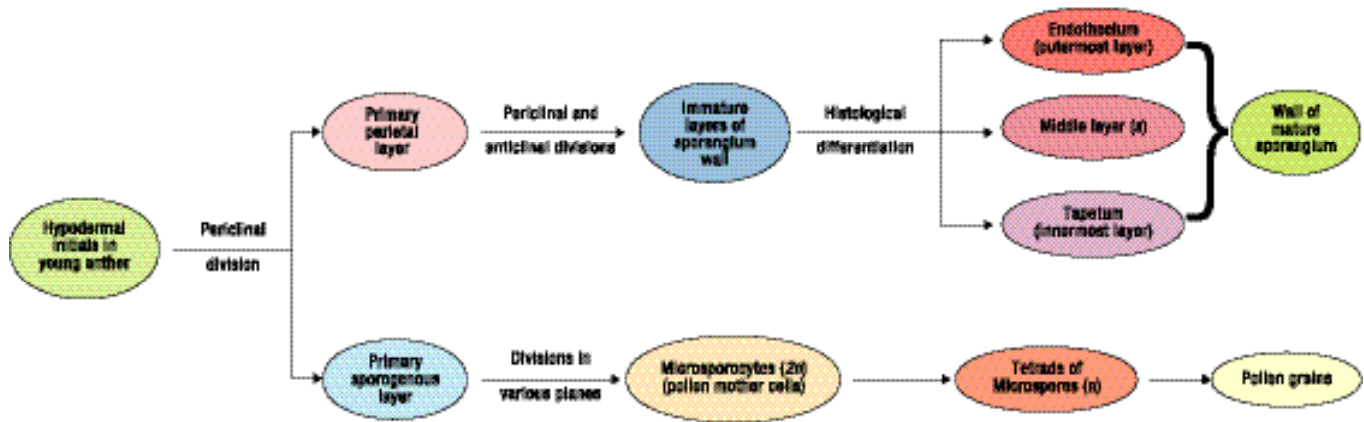 Hypodermal
initials in
young anther
Periclinal
division
Primary
parietal
layer
Periclinal and
anticlinal divisions
Immature
layers of
sporangium
wall
Histological
differentiation
Endothecium
(outermost layer)
Middle layer (s)
Tapetum
(innermost layer)
Wall of
mature
sporangium
Primary
sporogenous
layer
Divisions in
various planes
Microsporocytes (2n)
(pollen mother cells)
Tetrads of
Microspores (n)
Pollen grains